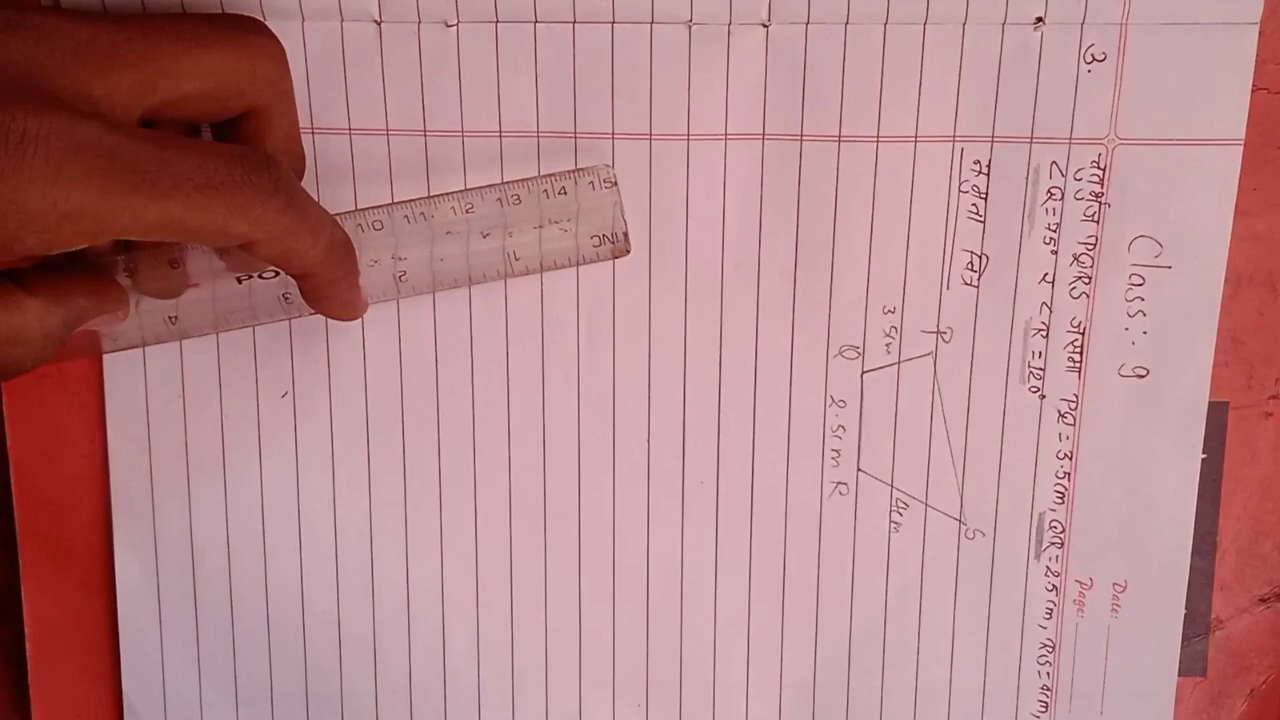 Class:- 9
Date:
Page:
3. चतुर्भुज PQRS जसमा PQ = 3.5cm, QR = 2.5cm, RS = 4cm,
∠Q = 75° र ∠R = 120°
नमुना चित्र
P
S
3.5cm
4cm
Q
2.5cm
R
10 11 12 13 14 15
INC
1
2
3
4